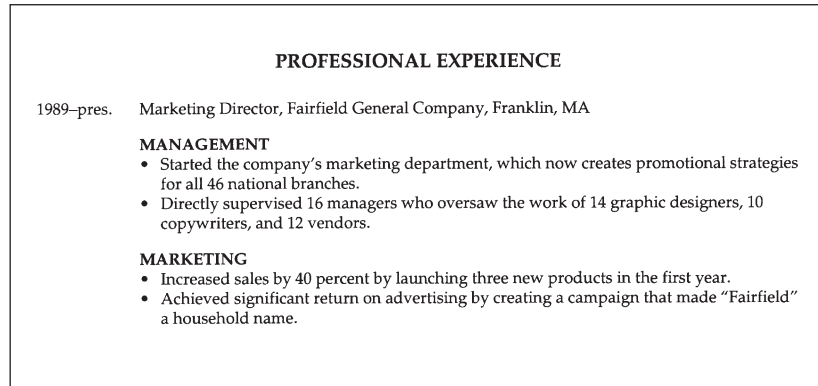 PROFESSIONAL EXPERIENCE
1989–pres. Marketing Director, Fairfield General Company, Franklin, MA
MANAGEMENT
• Started the company's marketing department, which now creates promotional strategies
for all 46 national branches.
• Directly supervised 16 managers who oversaw the work of 14 graphic designers, 10
copywriters, and 12 vendors.
MARKETING
• Increased sales by 40 percent by launching three new products in the first year.
• Achieved significant return on advertising by creating a campaign that made “Fairfield”
a household name.